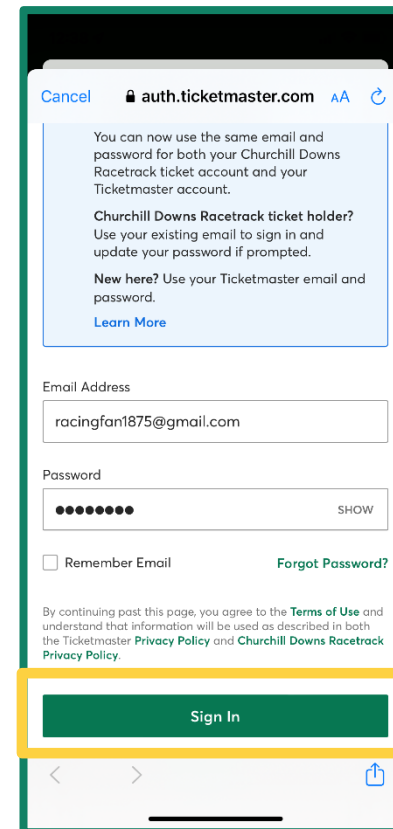 Cancel auth.ticketmaster.com AA
You can now use the same email and
password for both your Churchill Downs
Racetrack ticket account and your
Ticketmaster account.
Churchill Downs Racetrack ticket holder?
Use your existing email to sign in and
update your password if prompted.
New here? Use your Ticketmaster email and
password.
Learn More
Email Address
racingfan1875@gmail.com
Password
●●●●●●●● SHOW
Remember Email Forgot Password?
By continuing past this page, you agree to the Terms of Use and
understand that information will be used as described in both
the Ticketmaster Privacy Policy and Churchill Downs Racetrack
Privacy Policy.
Sign In